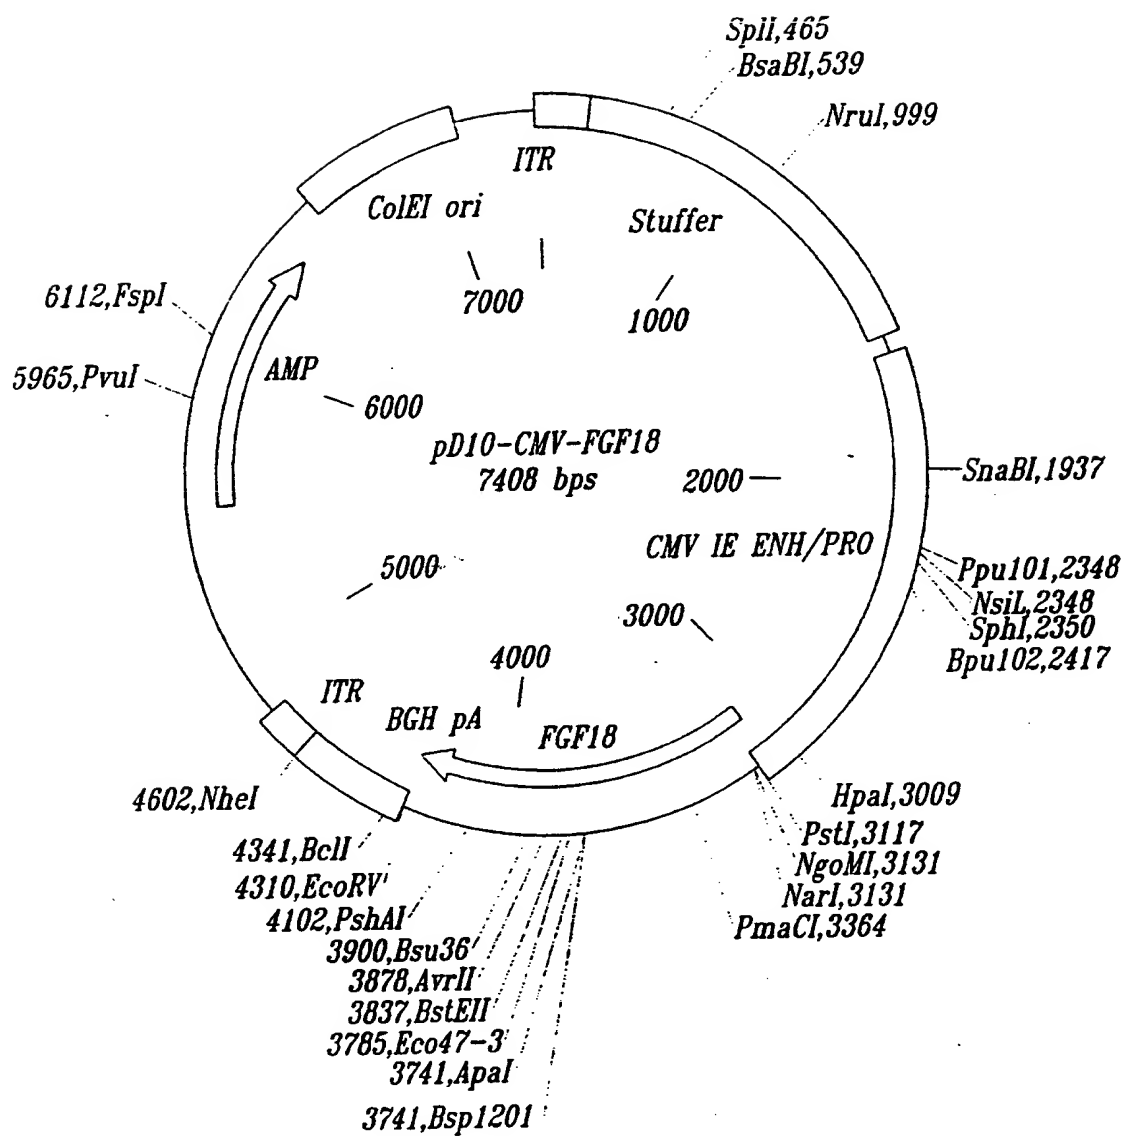 SplI,465
BsaBI,539
NruI,999
ITR
ColEI ori
Stuffer
7000
1000
6112,FspI
5965,PvuI
AMP
6000
pD10-CMV-FGF18
7408 bps
2000
SnaBI,1937
CMV IE ENH/PRO
5000
Ppu101,2348
NsiL,2348
SphI,2350
Bpu102,2417
3000
4000
ITR
BGH pA
FGF18
4602,NheI
HpaI,3009
PstI,3117
NgoMI,3131
NarI,3131
PmaCI,3364
4341,BclI
4310,EcoRV
4102,PshAI
3900,Bsu36
3878,AvrII
3837,BstEII
3785,Eco47-3
3741,ApaI
3741,Bsp1201